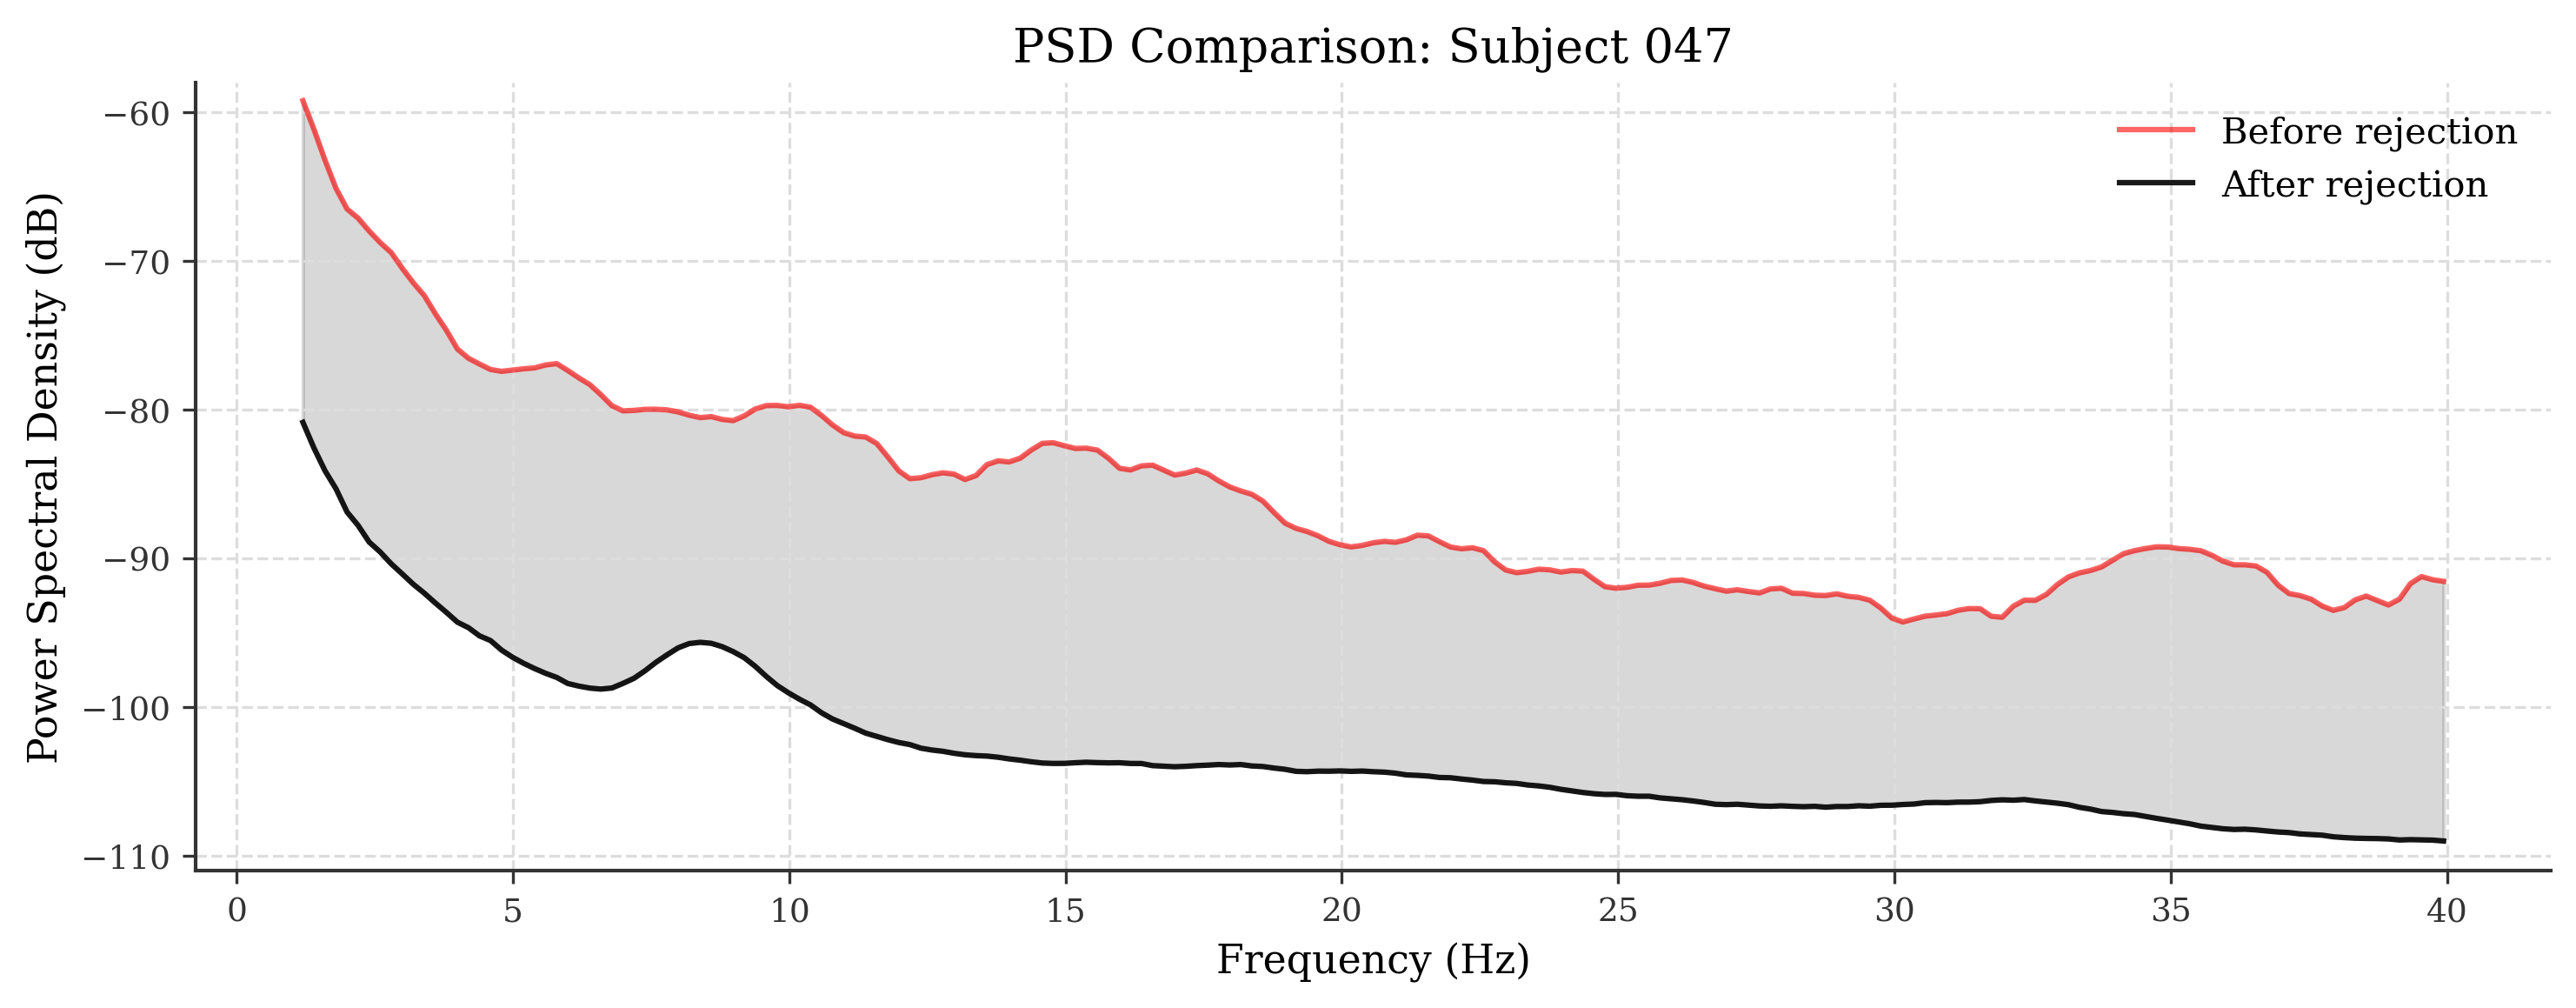 PSD Comparison: Subject 047
Before rejection
After rejection
Power Spectral Density (dB)
−60
−70
−80
−90
−100
−110
0 5 10 15 20 25 30 35 40
Frequency (Hz)